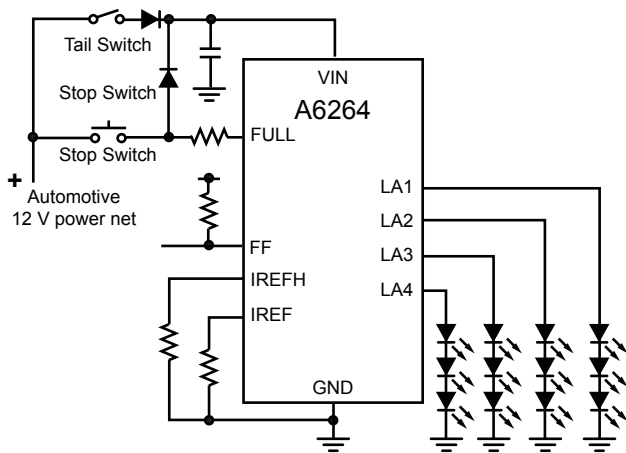 Tail Switch
Stop Switch
Stop Switch
+
Automotive
12 V power net
VIN
A6264
FULL
FF
IREFH
IREF
GND
LA1
LA2
LA3
LA4